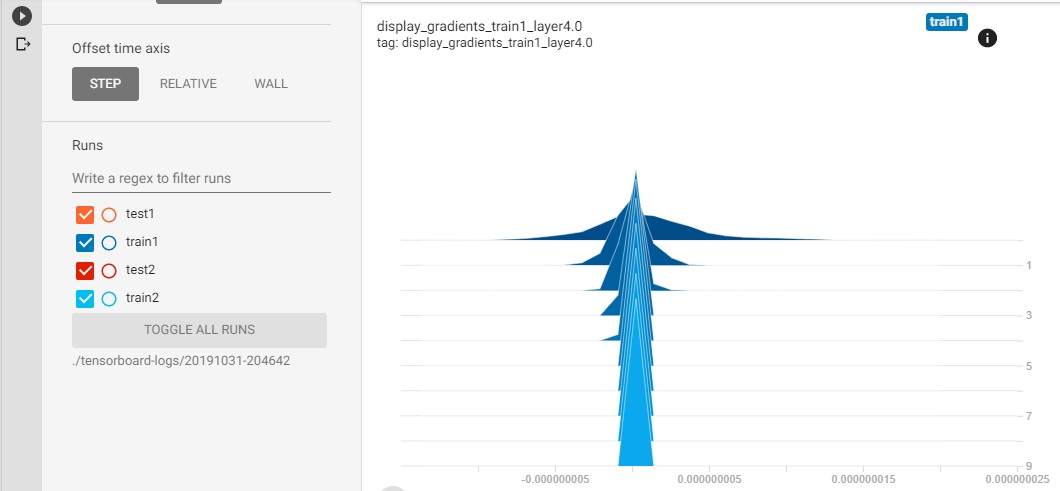 Offset time axis
STEP RELATIVE WALL
Runs
Write a regex to filter runs
test1
train1
test2
train2
TOGGLE ALL RUNS
./tensorboard-logs/20191031-204642
display_gradients_train1_layer4.0
tag: display_gradients_train1_layer4.0
train1
1
3
5
7
9
-0.000000005 0.000000005 0.000000015 0.000000025